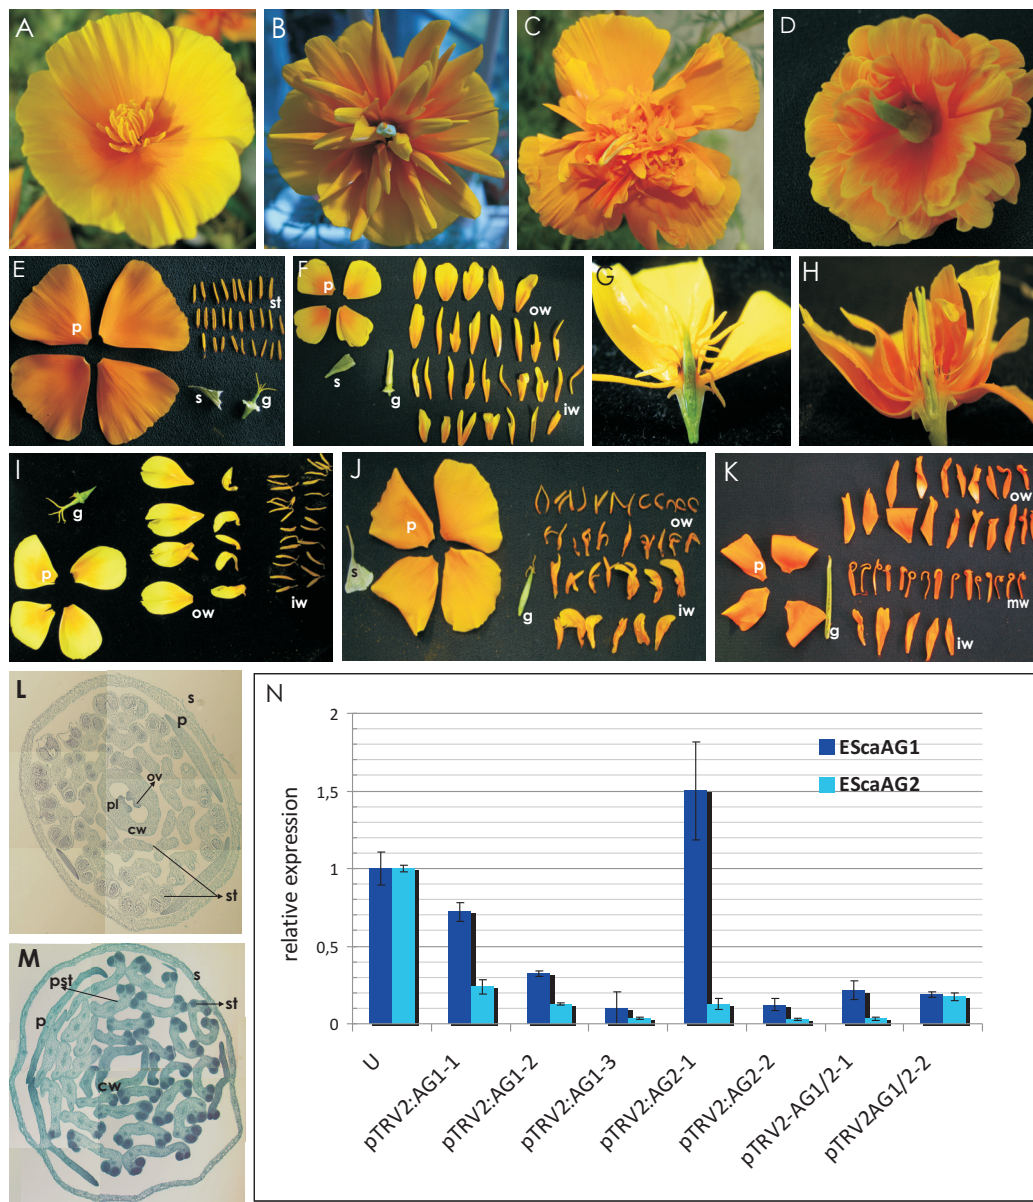 A
B
C
D
E
p
st
s
g
F
p
ow
s
g
iw
G
H
I
g
p
ow
iw
J
p
s
g
ow
iw
K
p
g
ow
mw
iw
L
s
p
ov
pl
cw
st
M
pst
s
st
p
cw
N
2
1,5
1
0,5
0
relative expression
EScaAG1
EScaAG2
U
pTRV2:AG1-1
pTRV2:AG1-2
pTRV2:AG1-3
pTRV2:AG2-1
pTRV2:AG2-2
pTRV2-AG1/2-1
pTRV2AG1/2-2